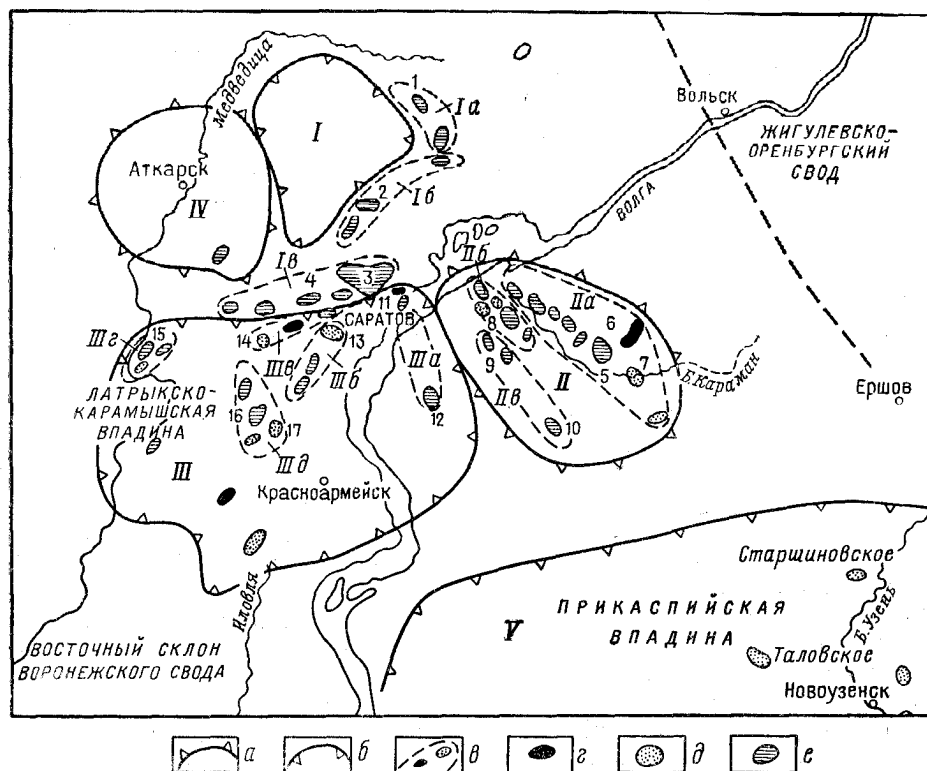 Медведица
1
Iа
Вольск
I
ЖИГУЛЕВСКО-
ОРЕНБУРГСКИЙ
СВОД
Аткарск
IV
2
Iб
ВОЛГА
Iв
4
3
IIб
IIа
11
САРАТОВ
6
IIIг
15
14
IIIв
13
IIIа
8
9
II
5
7
Б.Караман
IIIб
IIв
Ершов
ЛАТРЫКСКО-
КАРАМЫШСКАЯ
ВПАДИНА
16
17
12
10
III
IIIд
Красноармейск
Старшиновское
Иловля
ПРИКАСПИЙСКАЯ
ВПАДИНА
V
Б.Узень
ВОСТОЧНЫЙ СКЛОН
ВОРОНЕЖСКОГО СВОДА
Таловское
Новоузенск
а
б
в
г
д
е